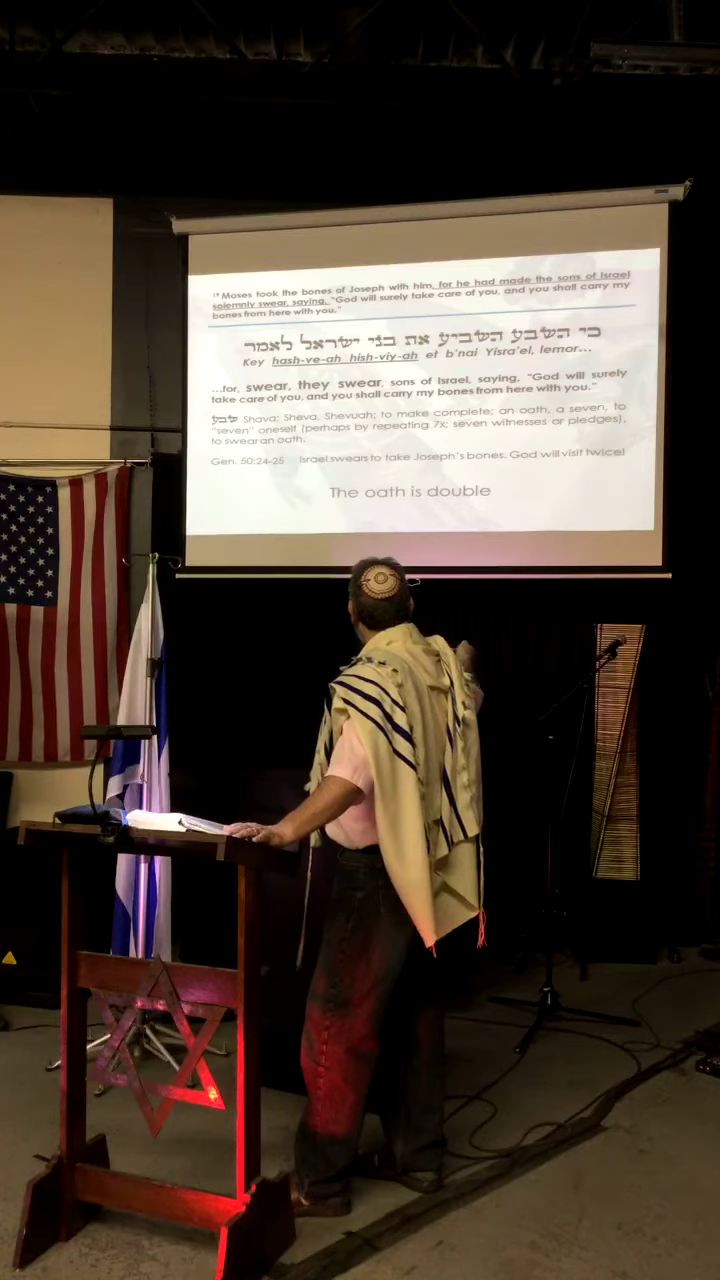 ¹⁹ Moses took the bones of Joseph with him, for he had made the sons of Israel
solemnly swear, saying, "God will surely take care of you, and you shall carry my
bones from here with you."
כי השבע השביע את בני ישראל לאמר
Key hash-ve-ah hish-viy-ah et b'nai Yisra'el, lemor...
...for, swear, they swear, sons of Israel, saying, "God will surely
take care of you, and you shall carry my bones from here with you."
שבע Shava; Sheva, Shevuah; to make complete; an oath, a seven, to
"seven" oneself (perhaps by repeating 7x; seven witnesses or pledges),
to swear an oath.
Gen. 50:24-25 Israel swears to take Joseph's bones. God will visit twice!
The oath is double